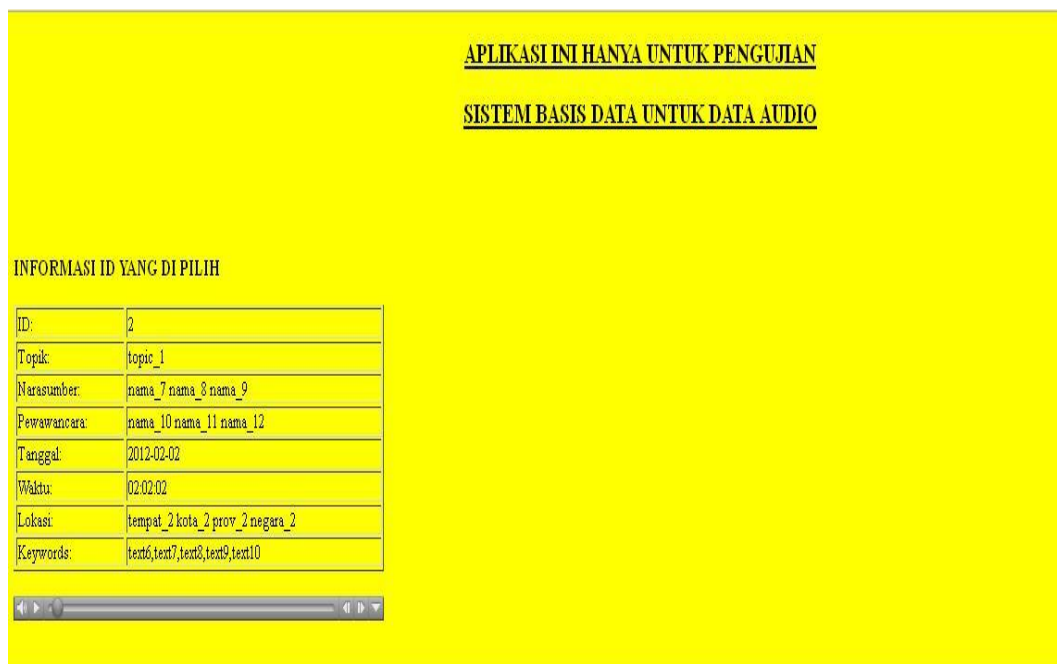 APLIKASI INI HANYA UNTUK PENGUJIAN
SISTEM BASIS DATA UNTUK DATA AUDIO
INFORMASI ID YANG DI PILIH
ID: 2
Topik: topic_1
Narasumber: nama_7 nama_8 nama_9
Pewawancara: nama_10 nama_11 nama_12
Tanggal: 2012-02-02
Waktu: 02:02:02
Lokasi: tempat_2 kota_2 prov_2 negara_2
Keywords: text6,text7,text8,text9,text10